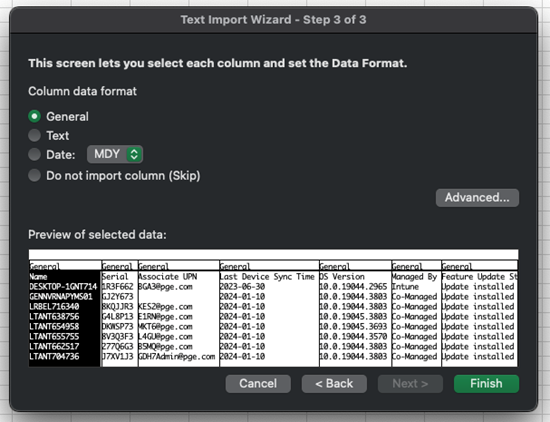 Text Import Wizard - Step 3 of 3
This screen lets you select each column and set the Data Format.
Column data format
General
Text
Date: MDY
Do not import column (Skip)
Advanced...
Preview of selected data:
General General General General General General General
Name Serial Associate UPN Last Device Sync Time OS Version Managed By Feature Update St
DESKTOP-1GNT714 1R3F662 BGA3@pge.com 2023-06-30 10.0.19044.2965 Intune Update installed
GENNVRNAPYMS01 GJ2Y673 2024-01-10 10.0.19044.3803 Co-Managed Update installed
LRBEL716340 8KQJJR3 KES2@pge.com 2024-01-10 10.0.19044.3803 Co-Managed Update installed
LTANT638756 G4L8P13 E1RN@pge.com 2024-01-10 10.0.19045.3803 Co-Managed Update installed
LTANT654958 DKWSP73 MKT6@pge.com 2024-01-10 10.0.19045.3693 Co-Managed Update installed
LTANT655755 8V3Q3F3 L4GU@pge.com 2024-01-10 10.0.19044.3570 Co-Managed Update installed
LTANT662517 277Q6G3 B5MQ@pge.com 2024-01-10 10.0.19044.3803 Co-Managed Update installed
LTANT704736 J7XV1J3 GDH7Admin@pge.com 2024-01-10 10.0.19044.3803 Co-Managed Update installed
Cancel < Back Next > Finish